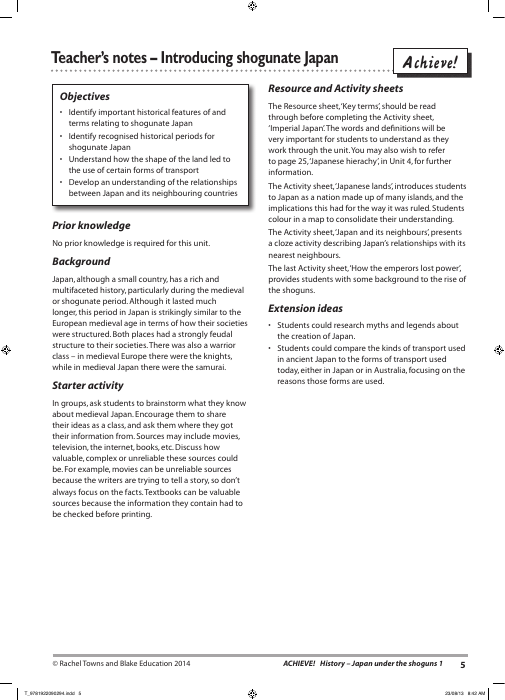 Teacher's notes – Introducing shogunate Japan
Achieve!
Objectives
• Identify important historical features of and
terms relating to shogunate Japan
• Identify recognised historical periods for
shogunate Japan
• Understand how the shape of the land led to
the use of certain forms of transport
• Develop an understanding of the relationships
between Japan and its neighbouring countries
Prior knowledge
No prior knowledge is required for this unit.
Background
Japan, although a small country, has a rich and
multifaceted history, particularly during the medieval
or shogunate period. Although it lasted much
longer, this period in Japan is strikingly similar to the
European medieval age in terms of how their societies
were structured. Both places had a strongly feudal
structure to their societies. There was also a warrior
class – in medieval Europe there were the knights,
while in medieval Japan there were the samurai.
Starter activity
In groups, ask students to brainstorm what they know
about medieval Japan. Encourage them to share
their ideas as a class, and ask them where they got
their information from. Sources may include movies,
television, the internet, books, etc. Discuss how
valuable, complex or unreliable these sources could
be. For example, movies can be unreliable sources
because the writers are trying to tell a story, so don't
always focus on the facts. Textbooks can be valuable
sources because the information they contain had to
be checked before printing.
Resource and Activity sheets
The Resource sheet, 'Key terms', should be read
through before completing the Activity sheet,
'Imperial Japan'. The words and definitions will be
very important for students to understand as they
work through the unit. You may also wish to refer
to page 25, 'Japanese hierachy', in Unit 4, for further
information.
The Activity sheet, 'Japanese lands', introduces students
to Japan as a nation made up of many islands, and the
implications this had for the way it was ruled. Students
colour in a map to consolidate their understanding.
The Activity sheet, 'Japan and its neighbours', presents
a cloze activity describing Japan's relationships with its
nearest neighbours.
The last Activity sheet, 'How the emperors lost power',
provides students with some background to the rise of
the shoguns.
Extension ideas
• Students could research myths and legends about
the creation of Japan.
• Students could compare the kinds of transport used
in ancient Japan to the forms of transport used
today, either in Japan or in Australia, focusing on the
reasons those forms are used.
© Rachel Towns and Blake Education 2014
ACHIEVE! History – Japan under the shoguns 1
5
T_9781922090294.indd 5
23/08/13 8:42 AM